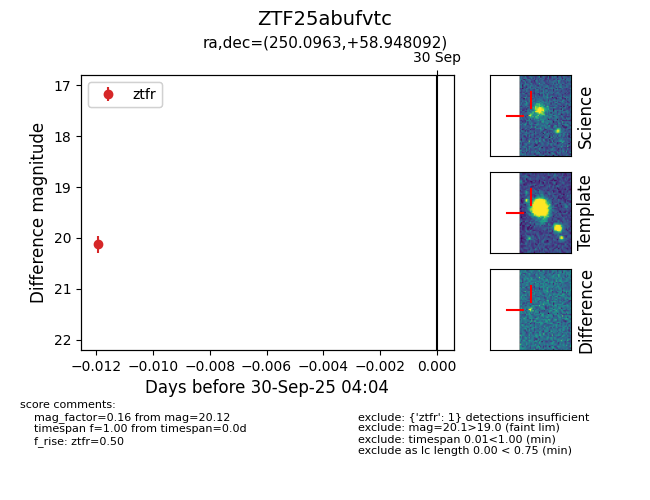 ZTF25abufvtc
ra,dec=(250.0963,+58.948092)
30 Sep
ztfr
17
18
19
20
21
22
Difference magnitude
−0.012
−0.010
−0.008
−0.006
−0.004
−0.002
0.000
Days before 30-Sep-25 04:04
Science
Template
Difference
score comments:
mag_factor=0.16 from mag=20.12
timespan f=1.00 from timespan=0.0d
f_rise: ztfr=0.50
exclude: {'ztfr': 1} detections insufficient
exclude: mag=20.1>19.0 (faint lim)
exclude: timespan 0.01<1.00 (min)
exclude as lc length 0.00 < 0.75 (min)